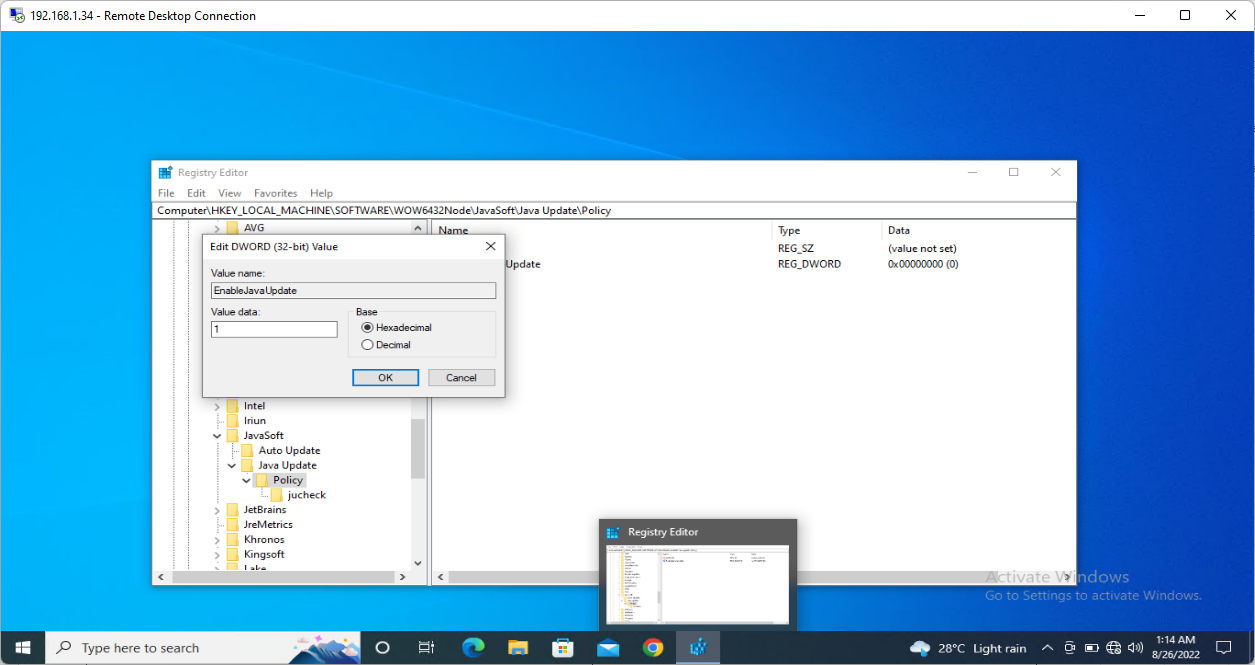 192.168.1.34 - Remote Desktop Connection
Registry Editor
File Edit View Favorites Help
Computer\HKEY_LOCAL_MACHINE\SOFTWARE\WOW6432Node\JavaSoft\Java Update\Policy
AVG
Name Type Data
REG_SZ (value not set)
Update REG_DWORD 0x00000000 (0)
Edit DWORD (32-bit) Value
Value name:
EnableJavaUpdate
Value data:
1
Base
Hexadecimal
Decimal
OK Cancel
Intel
Iriun
JavaSoft
Auto Update
Java Update
Policy
jucheck
JetBrains
JreMetrics
Khronos
Kingsoft
Lake
Registry Editor
Activate Windows
Go to Settings to activate Windows.
Type here to search
28°C Light rain
1:14 AM
8/26/2022